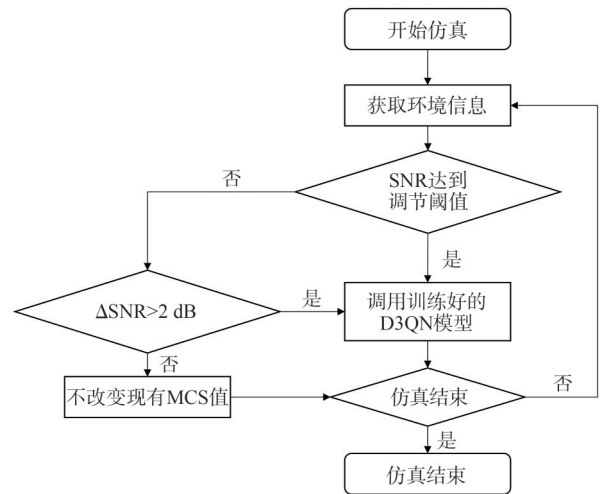 开始仿真
获取环境信息
否
SNR达到
调节阈值
是
ΔSNR>2 dB
是
调用训练好的
D3QN模型
否
不改变现有MCS值
仿真结束
否
是
仿真结束